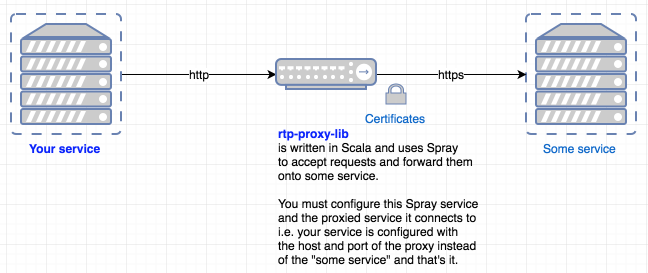 http
https
Certificates
Your service
rtp-proxy-lib
is written in Scala and uses Spray
to accept requests and forward them
onto some service.
You must configure this Spray service
and the proxied service it connects to
i.e. your service is configured with
the host and port of the proxy instead
of the "some service" and that's it.
Some service